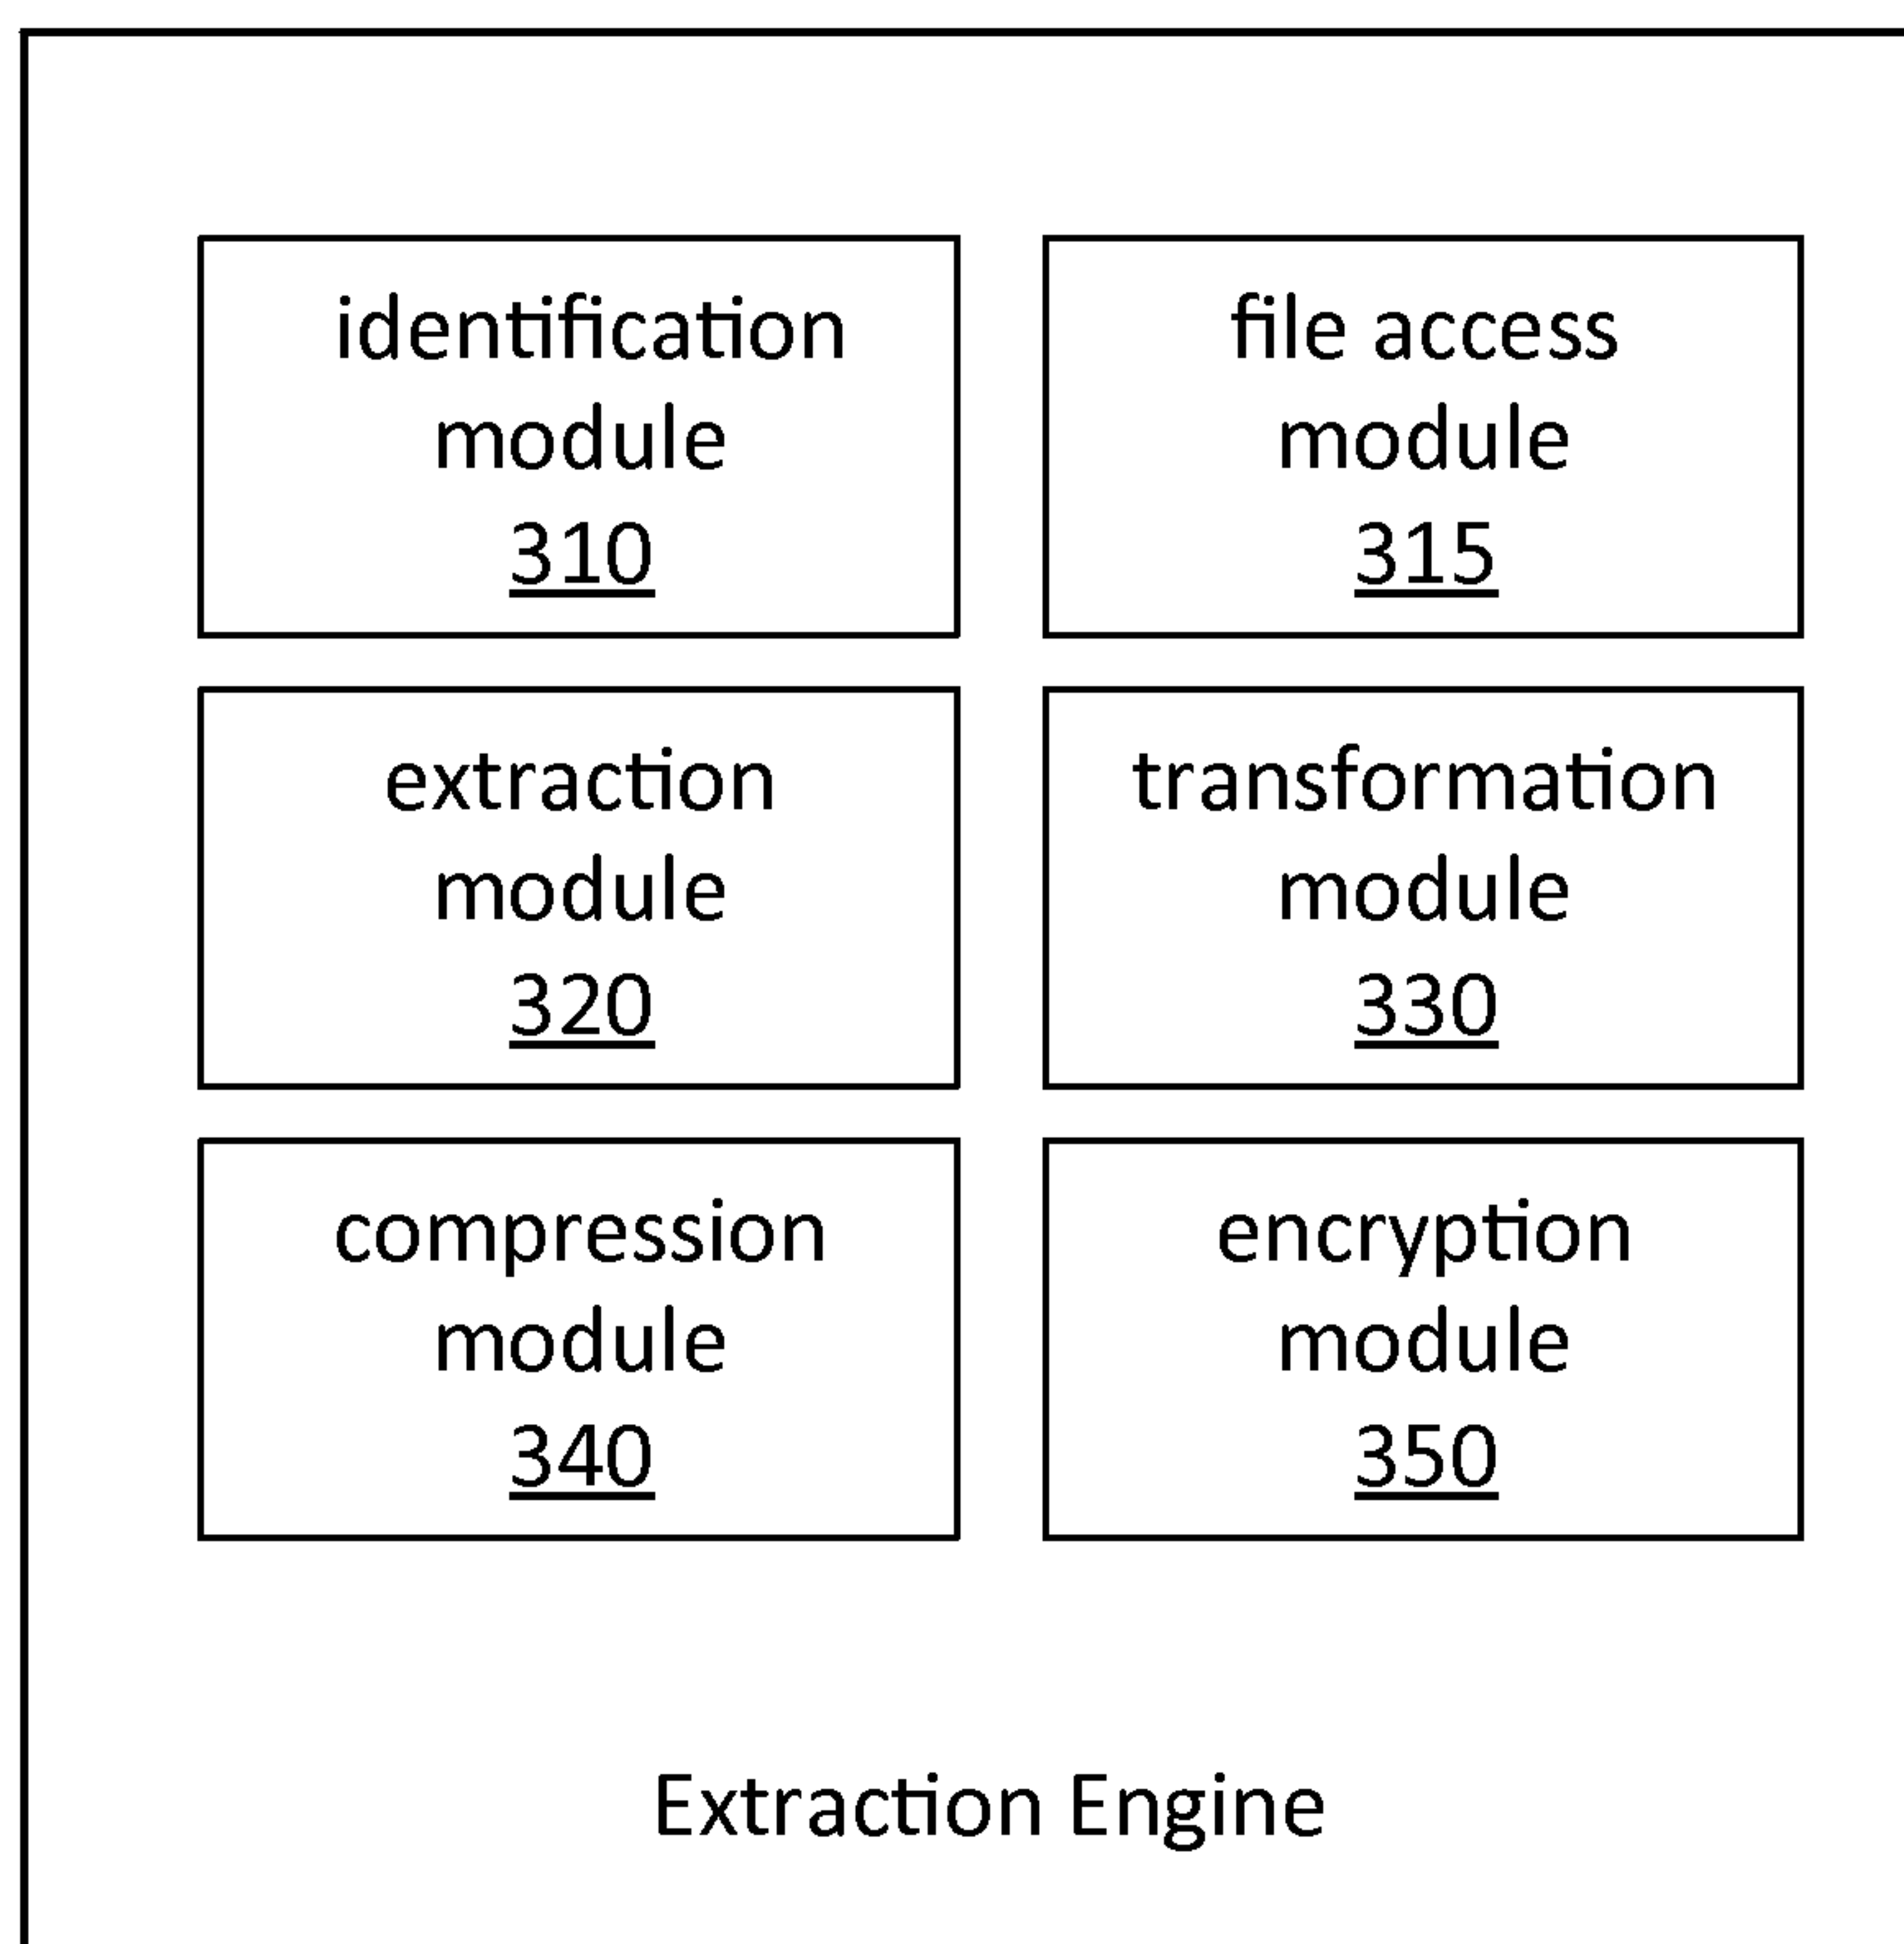 identification
module
310
file access
module
315
extraction
module
320
transformation
module
330
compression
module
340
encryption
module
350
Extraction Engine